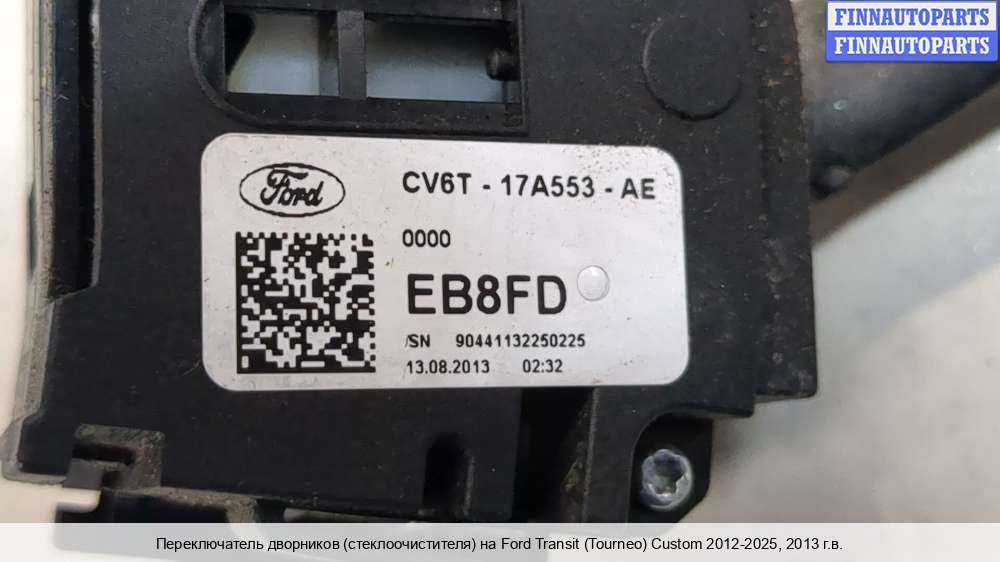 FINNAUTOPARTS
FINNAUTOPARTS
Ford
CV6T - 17A553 - AE
0000
EB8FD
/SN 90441132250225
13.08.2013 02:32
Переключатель дворников (стеклоочистителя) на Ford Transit (Tourneo) Custom 2012-2025, 2013 г.в.